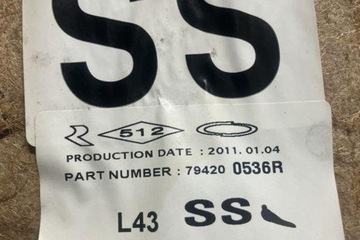 SS
512
PRODUCTION DATE : 2011. 01. 04
PART NUMBER : 79420 0536R
L43 SS